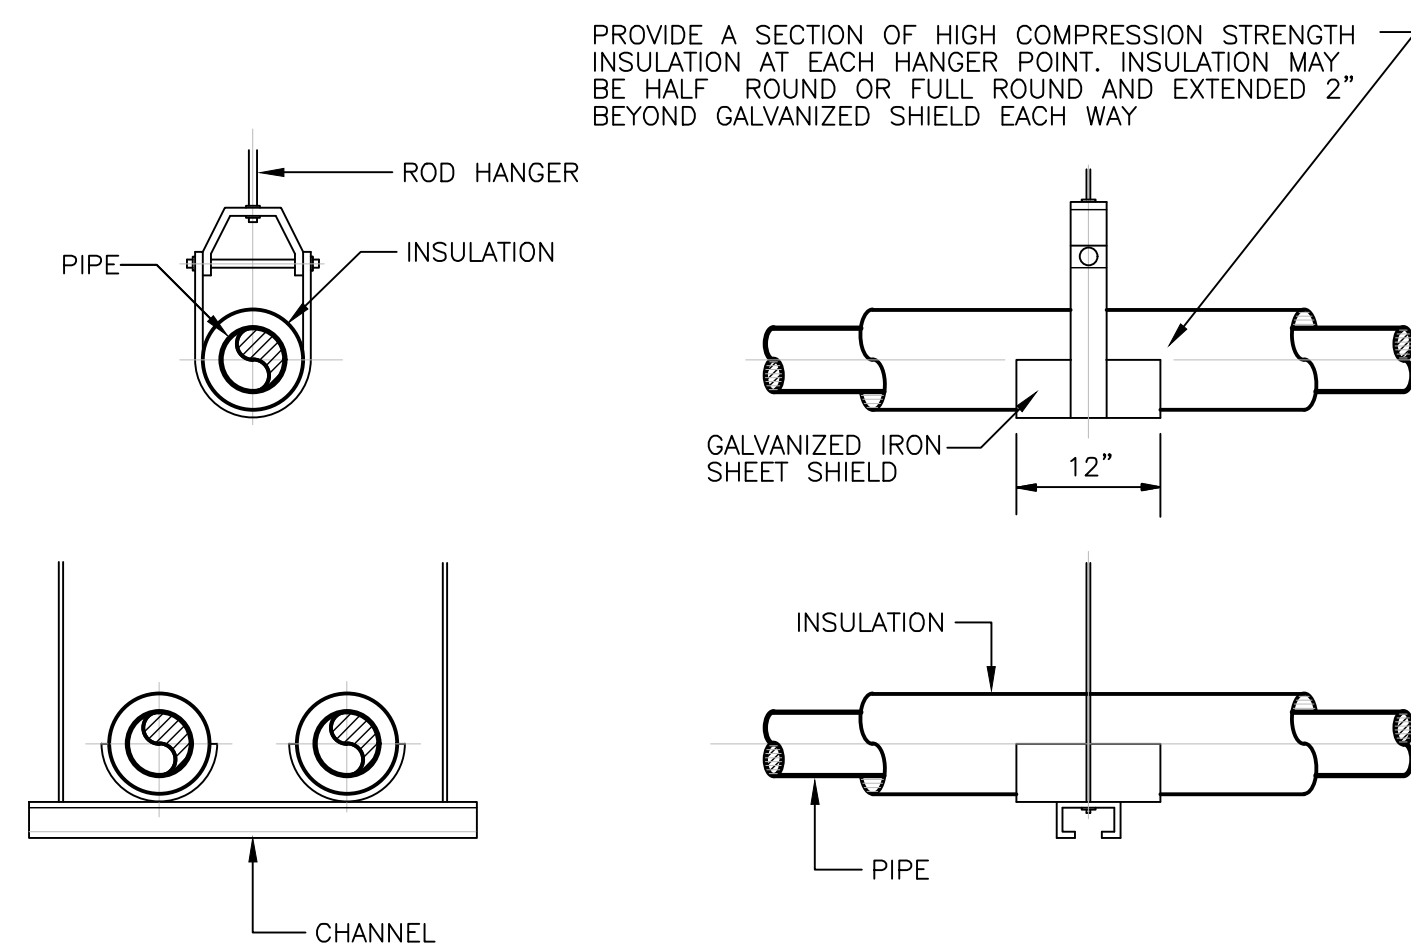 PROVIDE A SECTION OF HIGH COMPRESSION STRENGTH
INSULATION AT EACH HANGER POINT. INSULATION MAY
BE HALF ROUND OR FULL ROUND AND EXTENDED 2”
BEYOND GALVANIZED SHIELD EACH WAY
ROD HANGER
INSULATION
PIPE
GALVANIZED IRON
SHEET SHIELD
12”
INSULATION
PIPE
CHANNEL